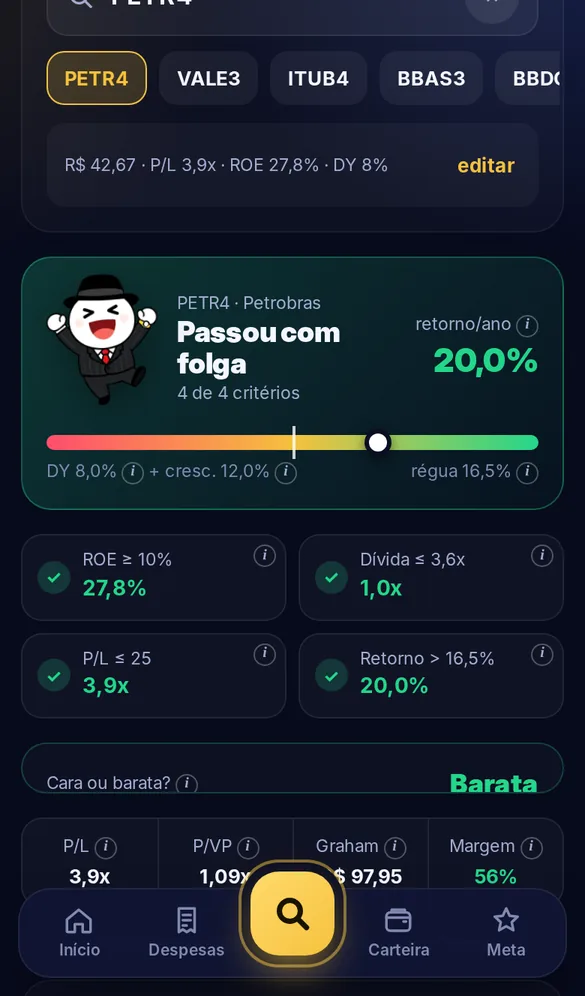 PETR4
PETR4 VALE3 ITUB4 BBAS3
R$ 42,67 · P/L 3,9x · ROE 27,8% · DY 8% editar
PETR4 · Petrobras
Passou com
folga
4 de 4 critérios
retorno/ano i
20,0%
DY 8,0% i + cresc. 12,0% i régua 16,5% i
ROE ≥ 10% i
27,8%
Dívida ≤ 3,6x i
1,0x
P/L ≤ 25 i
3,9x
Retorno > 16,5% i
20,0%
Cara ou barata? i Barata
P/L i P/VP i Graham i Margem i
3,9x 1,09x $ 97,95 56%
Início Despesas Carteira Meta